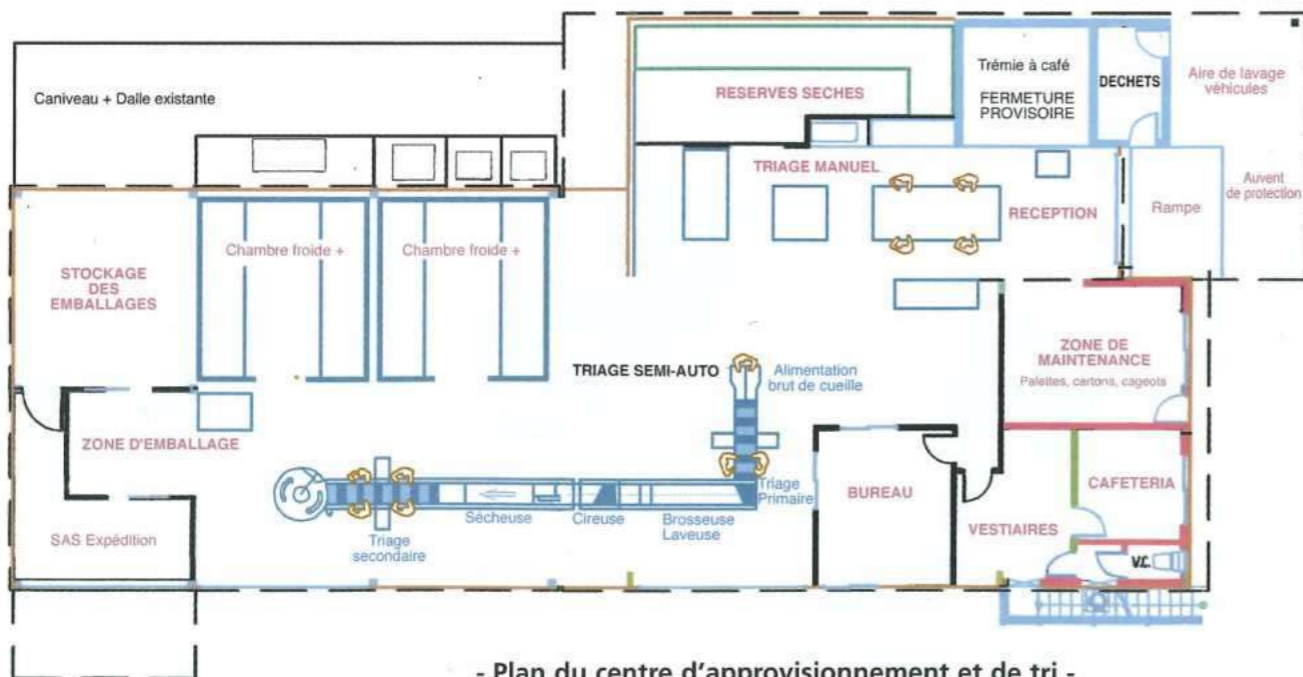 Caniveau + Dalle existante
RESERVES SECHES
Trémie à café
FERMETURE
PROVISOIRE
DECHETS
Aire de lavage
véhicules
TRIAGE MANUEL
RECEPTION
Rampe
Auvent
de protection
STOCKAGE
DES
EMBALLAGES
Chambre froide +
Chambre froide +
ZONE DE
MAINTENANCE
Palettes, cartons, cageots
TRIAGE SEMI-AUTO
Alimentation
brut de cueille
ZONE D'EMBALLAGE
SAS Expédition
Triage
secondaire
Sécheuse
Cireuse
Brosseuse
Laveuse
Triage
Primaire
BUREAU
VESTIAIRES
CAFETERIA
V.C.
- Plan du centre d'approvisionnement et de tri -